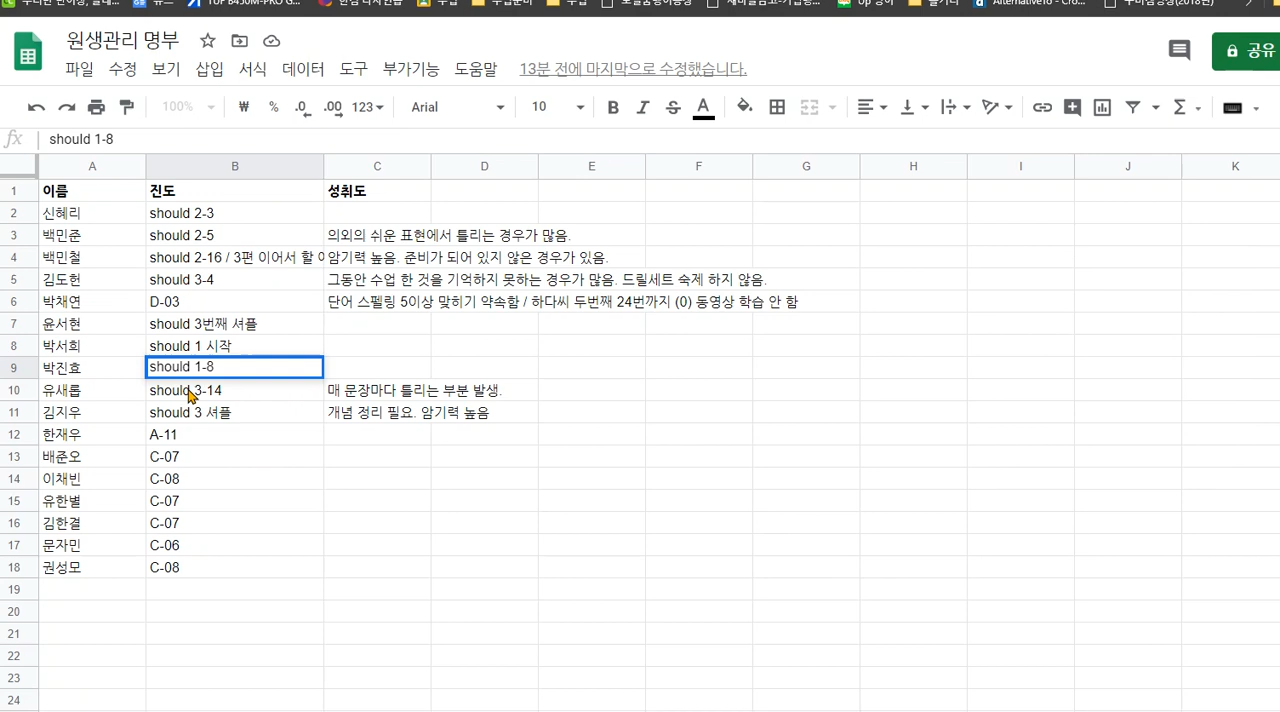 원생관리 명부
공유
파일 수정 보기 삽입 서식 데이터 도구 부가기능 도움말 13분 전에 마지막으로 수정했습니다.
100% ₩ % .0 .00 123 Arial 10 B I S A Σ
fx should 1-8
A B C D E F G H I J K
1 이름 진도 성취도
2 신혜리 should 2-3
3 백민준 should 2-5 의외의 쉬운 표현에서 틀리는 경우가 많음.
4 백민철 should 2-16 / 3편 이어서 할 암기력 높음. 준비가 되어 있지 않은 경우가 있음.
5 김도헌 should 3-4 그동안 수업 한 것을 기억하지 못하는 경우가 많음. 드릴세트 숙제 하지 않음.
6 박채연 D-03 단어 스펠링 5이상 맞히기 약속함 / 하다씨 두번째 24번까지 (0) 동영상 학습 안 함
7 윤서현 should 3번째 셔플
8 박서희 should 1 시작
9 박진효 should 1-8
10 유새롭 should 3-14 매 문장마다 틀리는 부분 발생.
11 김지우 should 3 셔플 개념 정리 필요. 암기력 높음
12 한재우 A-11
13 배준오 C-07
14 이채빈 C-08
15 유한별 C-07
16 김한결 C-07
17 문자민 C-06
18 권성모 C-08
19
20
21
22
23
24